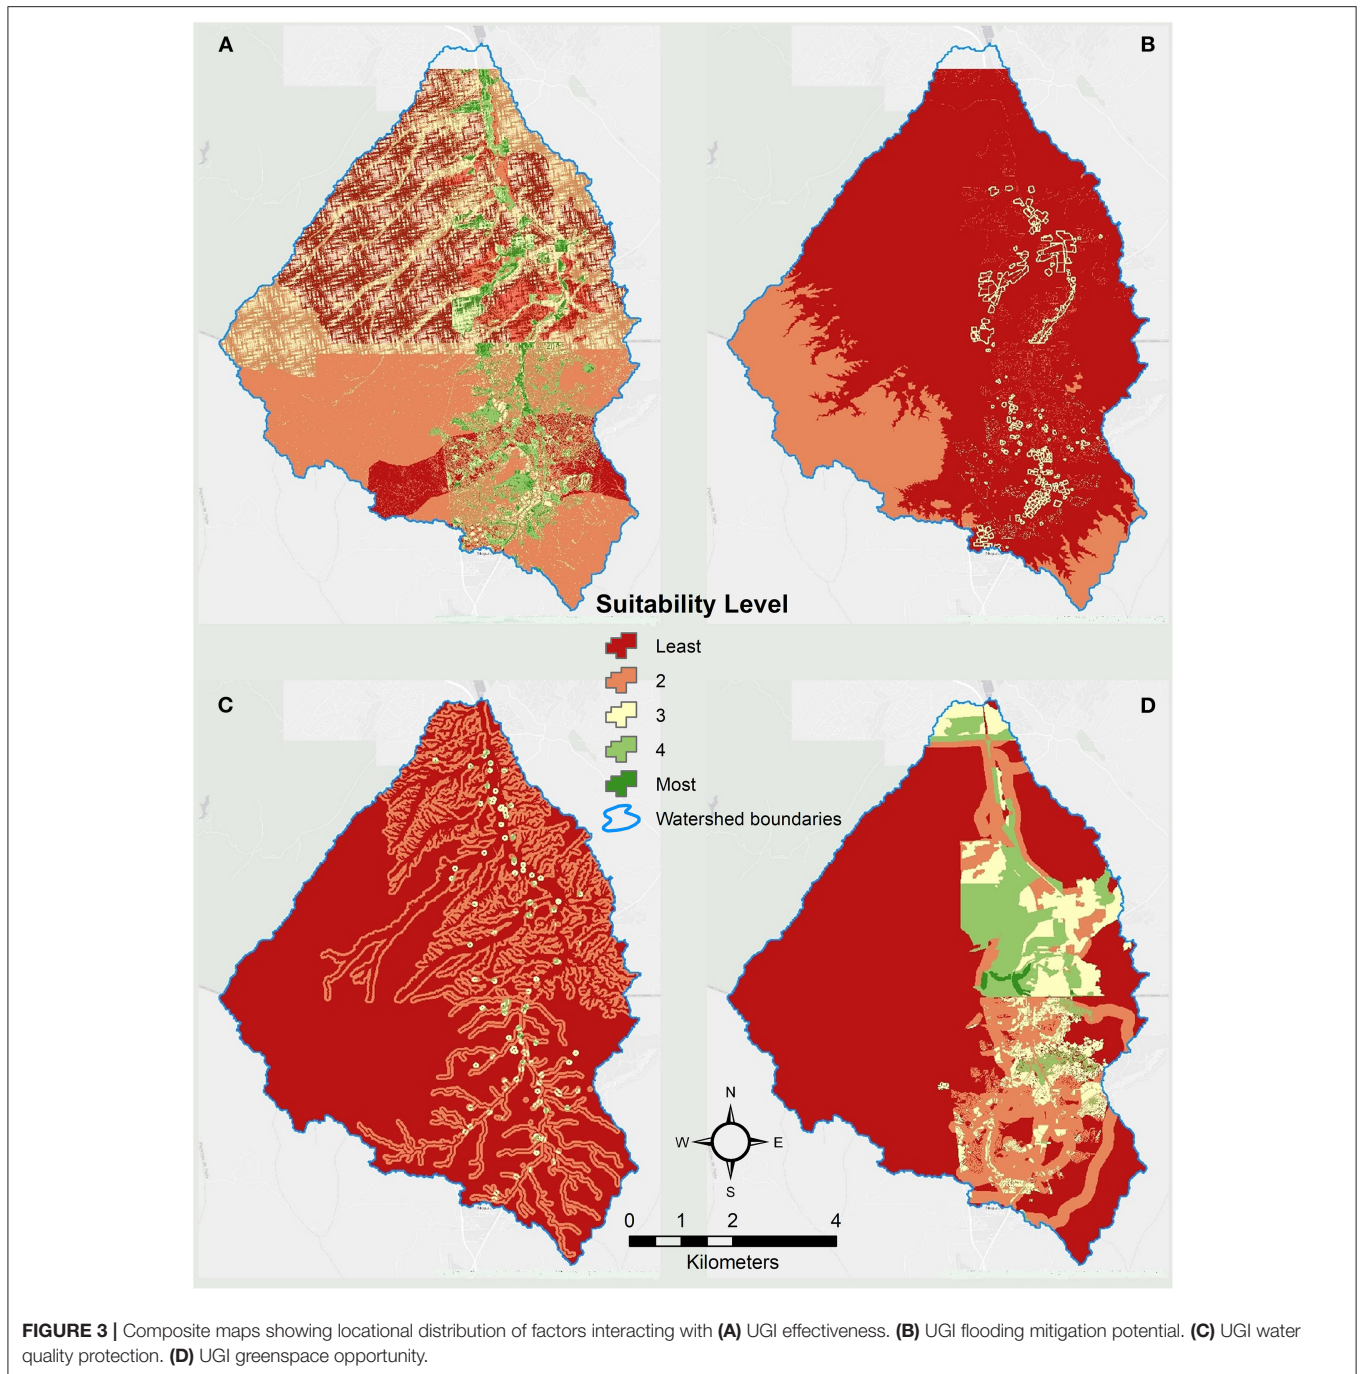 A
B
Suitability Level
Least
2
3
4
Most
Watershed boundaries
C
D
N
W E
S
0 1 2 4
Kilometers
FIGURE 3 | Composite maps showing locational distribution of factors interacting with (A) UGI effectiveness. (B) UGI flooding mitigation potential. (C) UGI water
quality protection. (D) UGI greenspace opportunity.